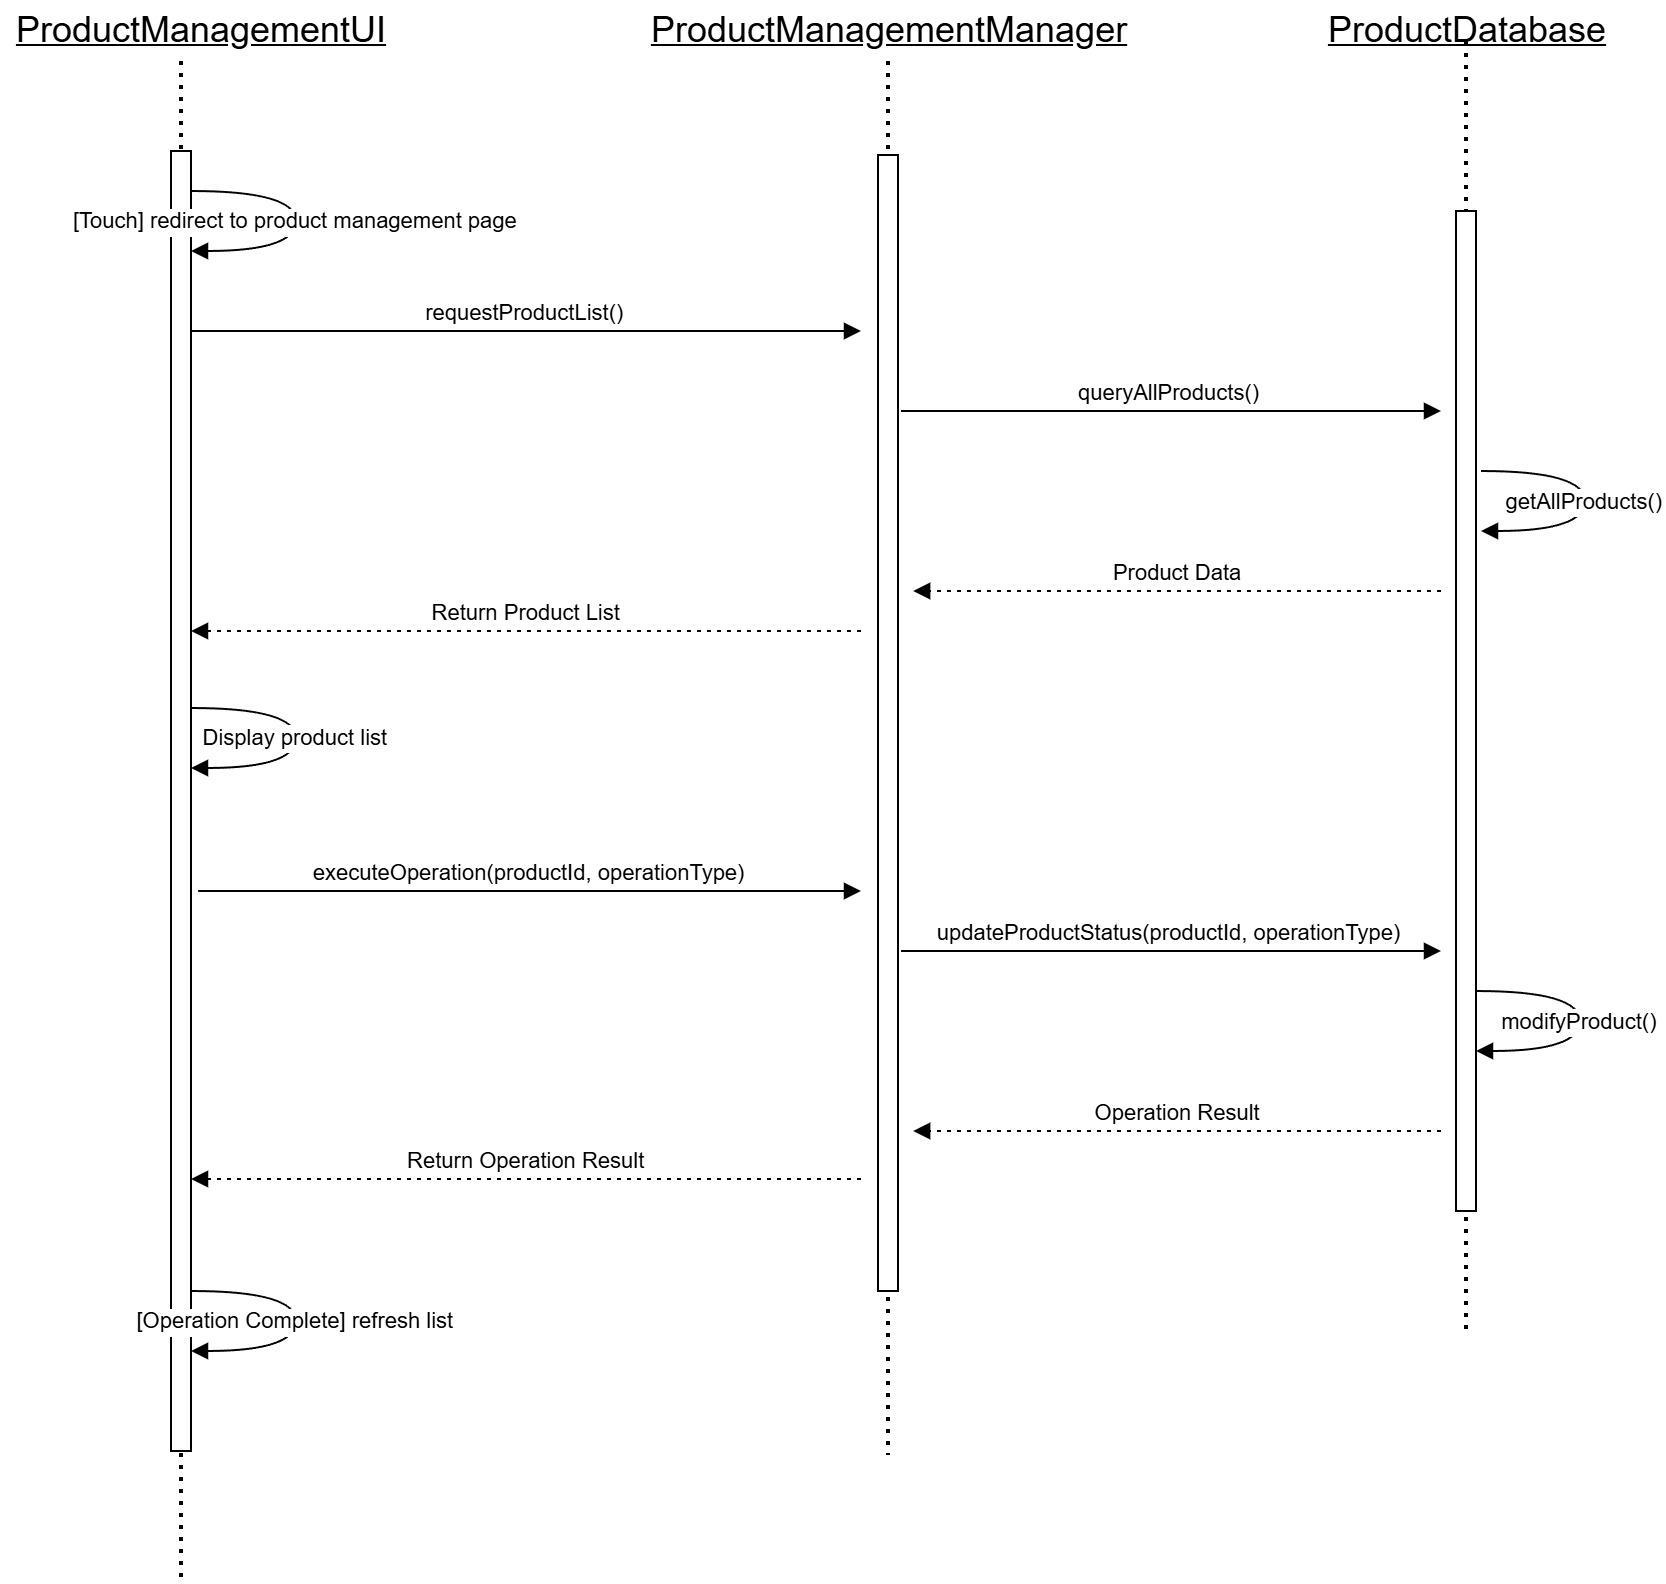 ProductManagementUI
ProductManagementManager
ProductDatabase
[Touch] redirect to product management page
requestProductList()
queryAllProducts()
getAllProducts()
Product Data
Return Product List
Display product list
executeOperation(productId, operationType)
updateProductStatus(productId, operationType)
modifyProduct()
Operation Result
Return Operation Result
[Operation Complete] refresh list